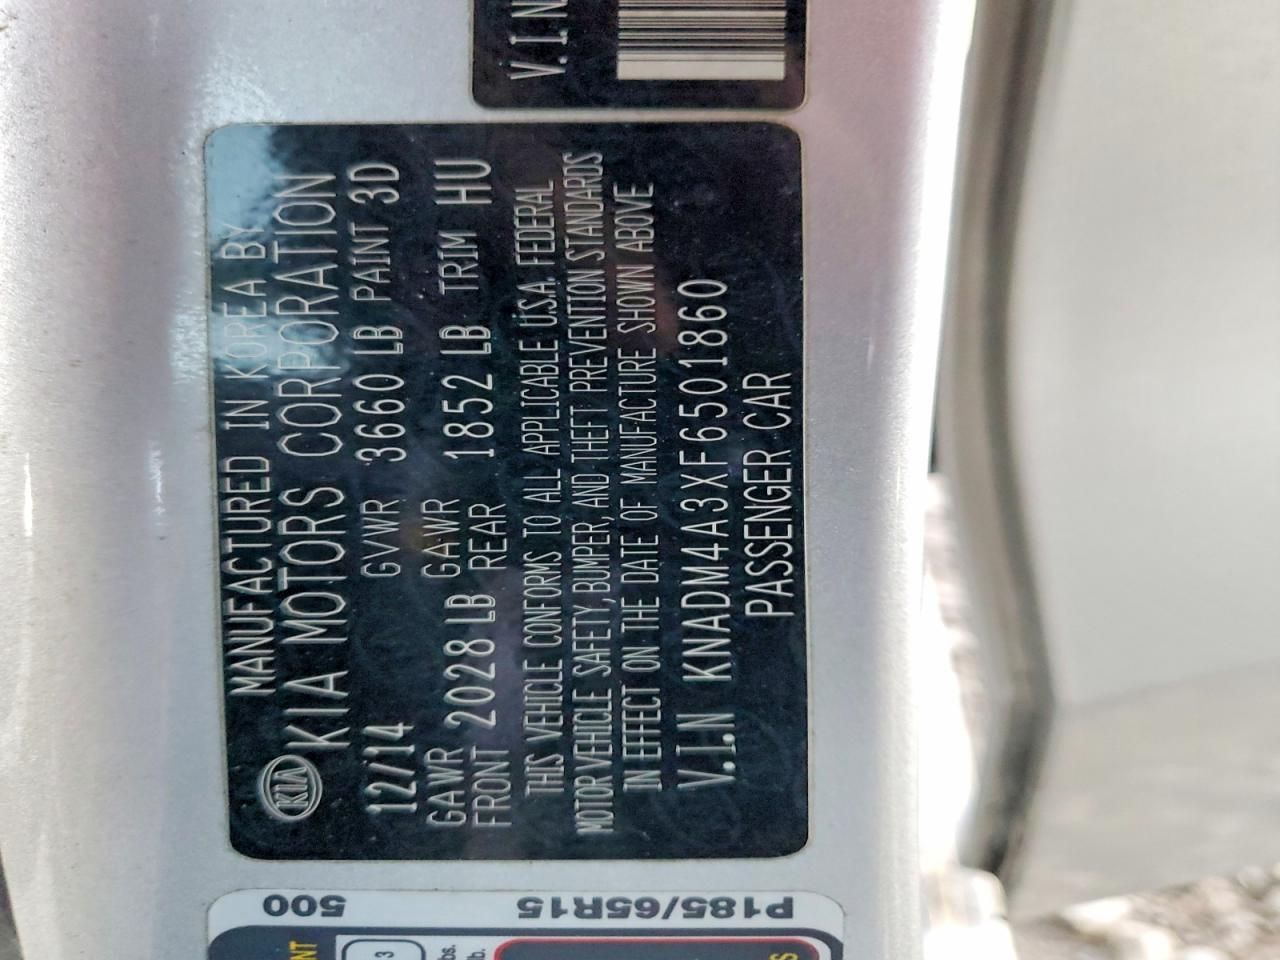 V.I.N
MANUFACTURED IN KOREA BY
KIA
KIA MOTORS CORPORATION
12/14 GVWR 3660 LB PAINT 3D
GAWR FRONT 2028 LB GAWR REAR 1852 LB TRIM HU
THIS VEHICLE CONFORMS TO ALL APPLICABLE U.S.A. FEDERAL
MOTOR VEHICLE SAFETY, BUMPER, AND THEFT PREVENTION STANDARDS
IN EFFECT ON THE DATE OF MANUFACTURE SHOWN ABOVE
V.I.N KNADM4A3XF6501860
PASSENGER CAR
P185/65R15
500
3